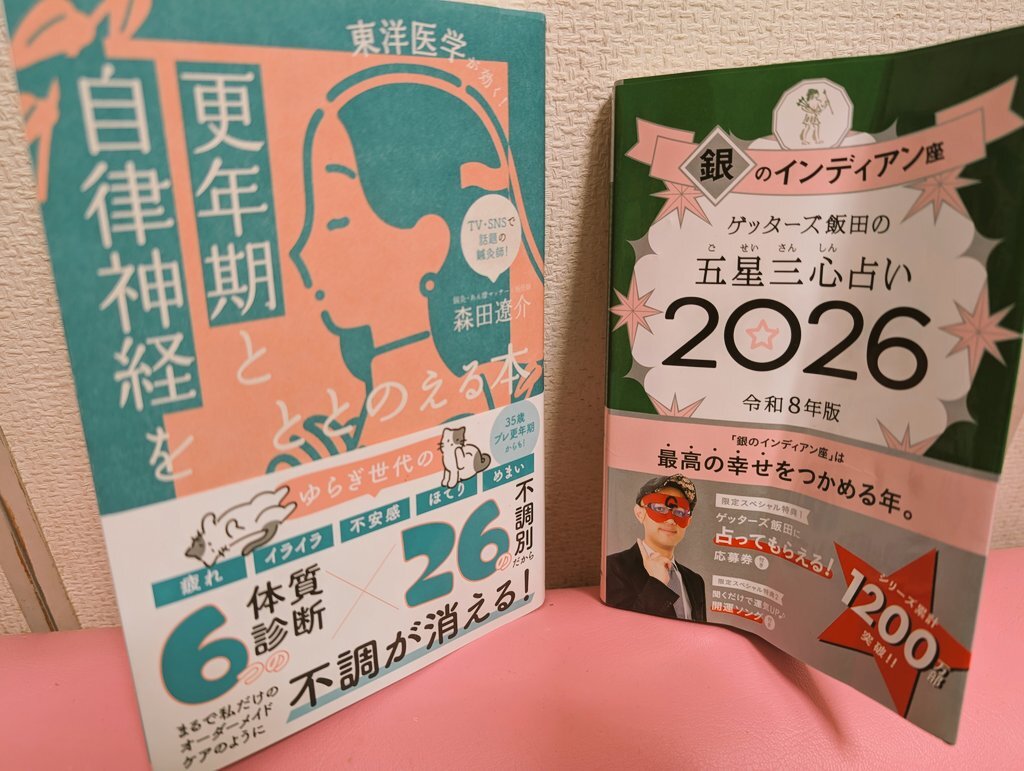 東洋医学が効く!
更年期と
自律神経を
ととのえる本
TV・SNSで
話題の
鍼灸師!
森田遼介
35歳
プレ更年期
からも!
ゆらぎ世代の
疲れ
イライラ
不安感
ほてり
めまい
6つの
体質
診断
×
26の
不調別
だから
不調が消える!
まるで私だけの
オーダーメイド
ケアのように
銀のインディアン座
ゲッターズ飯田の
ご せい さん しん
五星三心占い
2026
令和8年版
「銀のインディアン座」は
最高の幸せをつかめる年。
限定スペシャル特典1
ゲッターズ飯田に
占ってもらえる!
応募券
限定スペシャル特典2
聞くだけで運気UP♪
開運ソング
シリーズ累計
1200万部
突破!!